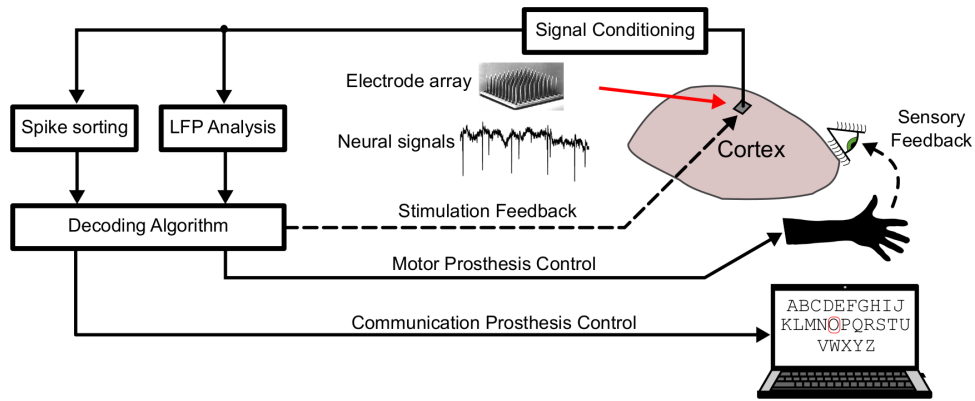 Signal Conditioning
Electrode array
Spike sorting
LFP Analysis
Neural signals
Cortex
Sensory
Feedback
Decoding Algorithm
Stimulation Feedback
Motor Prosthesis Control
Communication Prosthesis Control
ABCDEFGHIJ
KLMNOPQRSTU
VWXYZ